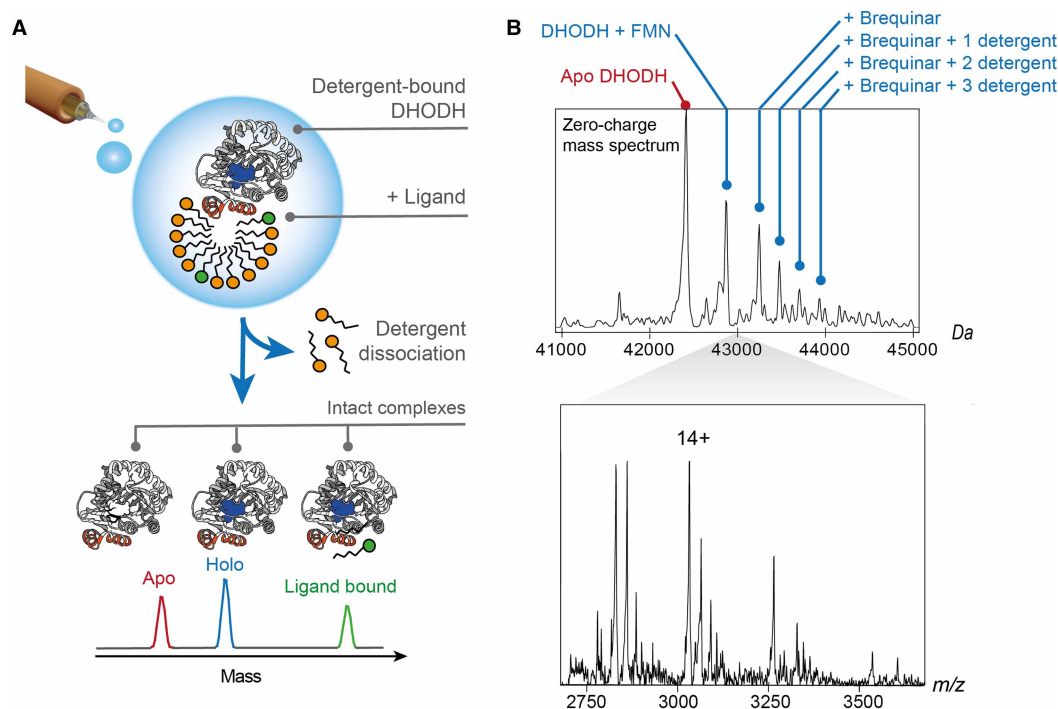 A
Detergent-bound
DHODH
+ Ligand
Detergent
dissociation
Intact complexes
Apo
Holo
Ligand bound
Mass
B
DHODH + FMN
Apo DHODH
+ Brequinar
+ Brequinar + 1 detergent
+ Brequinar + 2 detergent
+ Brequinar + 3 detergent
Zero-charge
mass spectrum
41000 42000 43000 44000 45000 Da
14+
2750 3000 3250 3500 m/z